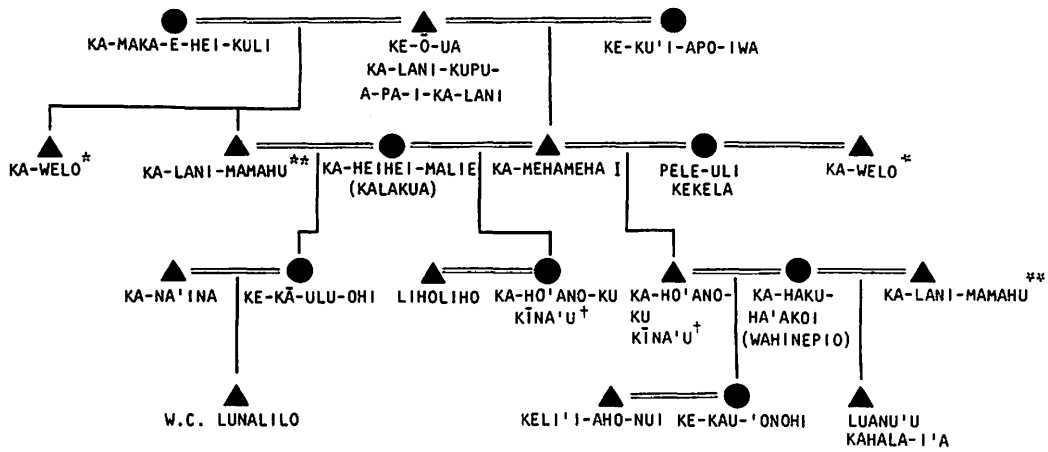 KA-MAKA-E-HEI-KULI
KE-Ō-UA
KA-LANI-KUPU-
A-PA-I-KA-LANI
KE-KU'I-APO-IWA
KA-WELO*
KA-LANI-MAMAHU**
KA-HEIHEI-MALIE
(KALAKUA)
KA-MEHAMEHA I
PELE-ULI
KEKELA
KA-WELO*
KA-NA'INA
KE-KĀ-ULU-OHI
LIHOLIHO
KA-HO'ANO-KU
KĪNA'U†
KA-HO'ANO-
KU
KĪNA'U†
KA-HAKU-
HA'AKOI
(WAHINEPIO)
KA-LANI-MAMAHU**
W.C. LUNALILO
KELI'I-AHO-NUI
KE-KAU-'ONOHI
LUANU'U
KAHALA-I'A